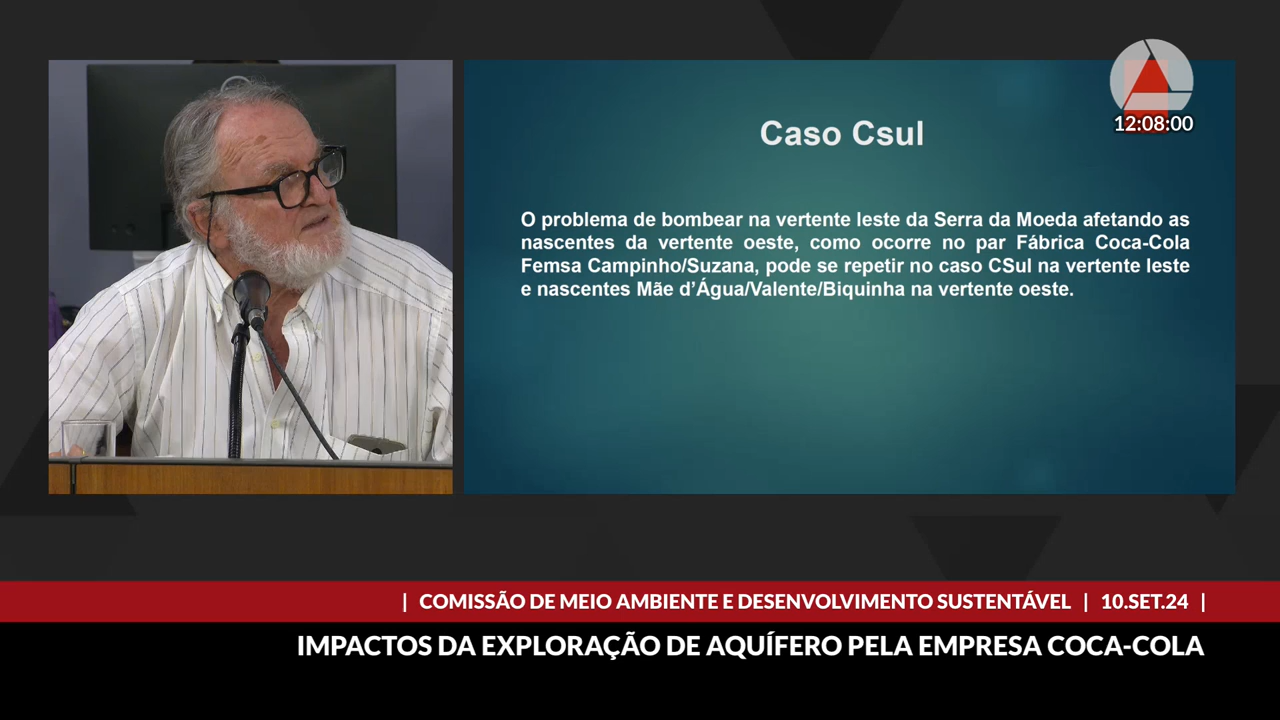 12:08:00
Caso Csul
O problema de bombear na vertente leste da Serra da Moeda afetando as
nascentes da vertente oeste, como ocorre no par Fábrica Coca-Cola
Femsa Campinho/Suzana, pode se repetir no caso CSul na vertente leste
e nascentes Mãe d'Água/Valente/Biquinha na vertente oeste.
| COMISSÃO DE MEIO AMBIENTE E DESENVOLVIMENTO SUSTENTÁVEL | 10.SET.24 |
IMPACTOS DA EXPLORAÇÃO DE AQUÍFERO PELA EMPRESA COCA-COLA